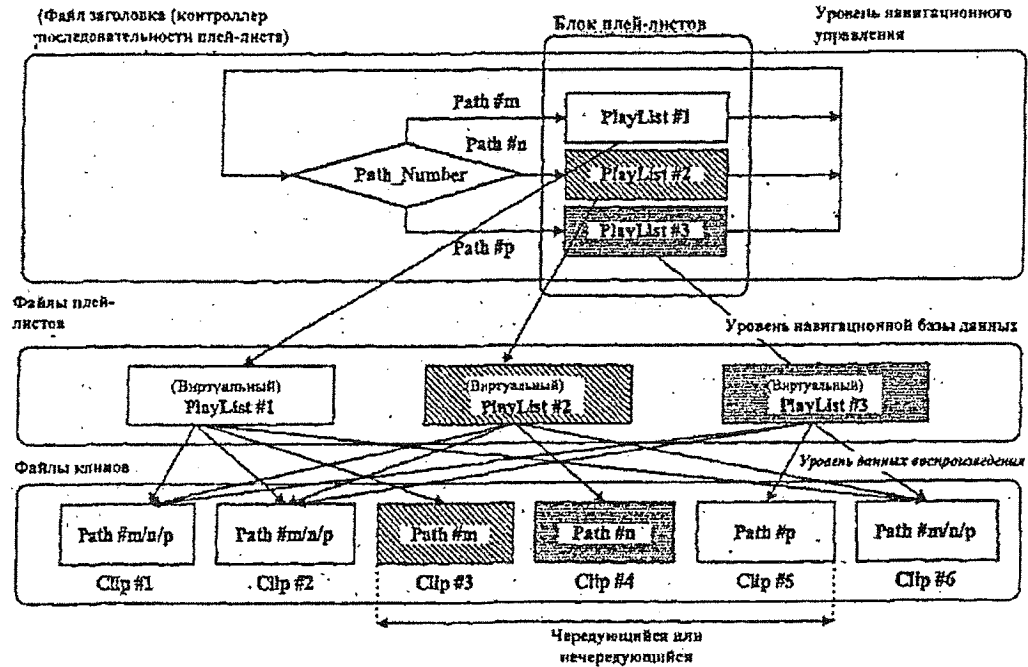 (Файл заголовка (контроллер
последовательности плей-листа)
Блок плей-листов
Уровень навигационного
управления
Path #m
PlayList #1
Path #n
Path_Number
PlayList #2
PlayList #3
Path #p
Файлы плей-
листов
Уровень навигационной базы данных
(Виртуальный)
PlayList #1
(Виртуальный)
PlayList #2
(Виртуальный)
PlayList #3
Файлы клипов
Уровень данных воспроизведения
Path #m/n/p
Path #m/n/p
Path #m
Path #n
Path #p
Path #m/n/p
Clip #1
Clip #2
Clip #3
Clip #4
Clip #5
Clip #6
Чередующийся или
нечередующийся